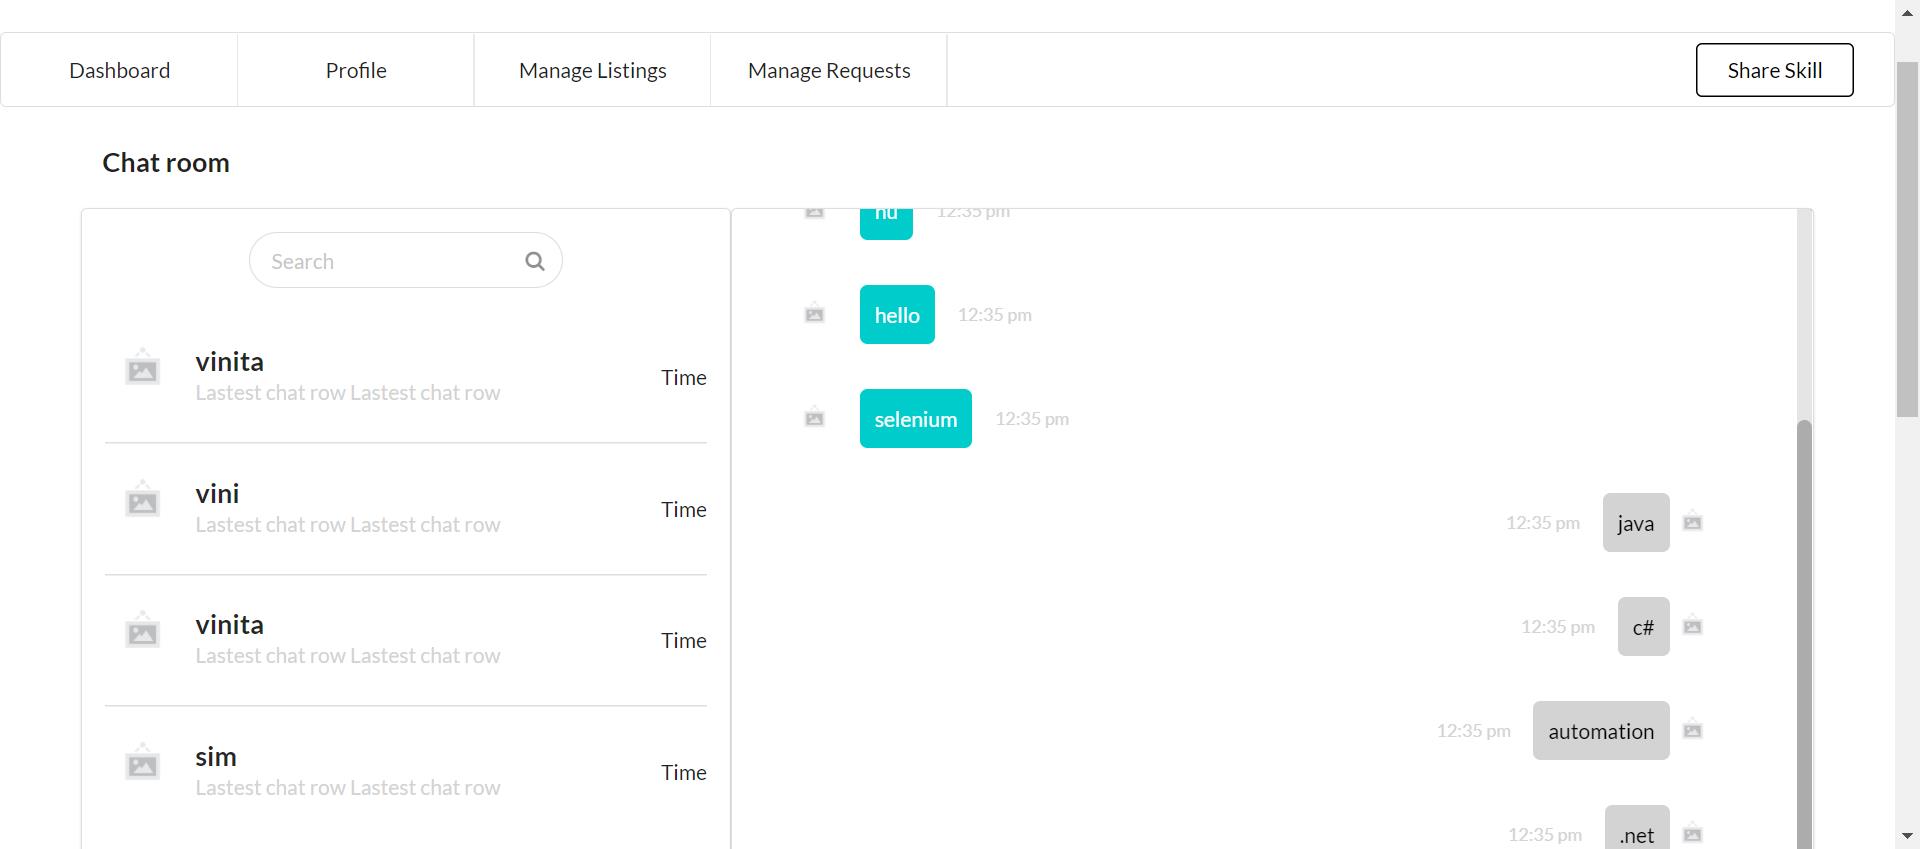 Dashboard
Profile
Manage Listings
Manage Requests
Share Skill
Chat room
Search
vinita
Lastest chat row Lastest chat row
Time
vini
Lastest chat row Lastest chat row
Time
vinita
Lastest chat row Lastest chat row
Time
sim
Lastest chat row Lastest chat row
Time
12:35 pm
hello
12:35 pm
selenium
12:35 pm
12:35 pm
java
12:35 pm
c#
12:35 pm
automation
12:35 pm
.net